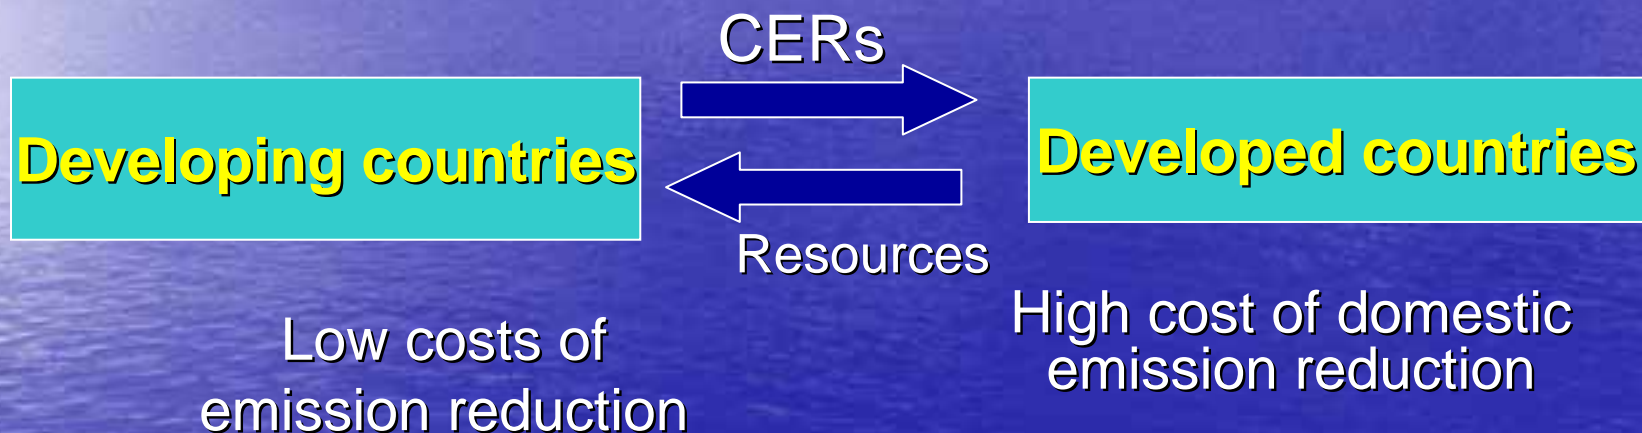 CERs
Developing countries
Developed countries
Resources
Low costs of
emission reduction
High cost of domestic
emission reduction